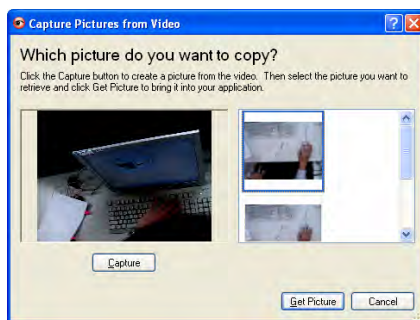 Capture Pictures from Video
Which picture do you want to copy?
Click the Capture button to create a picture from the video. Then select the picture you want to
retrieve and click Get Picture to bring it into your application.
Capture
Get Picture
Cancel